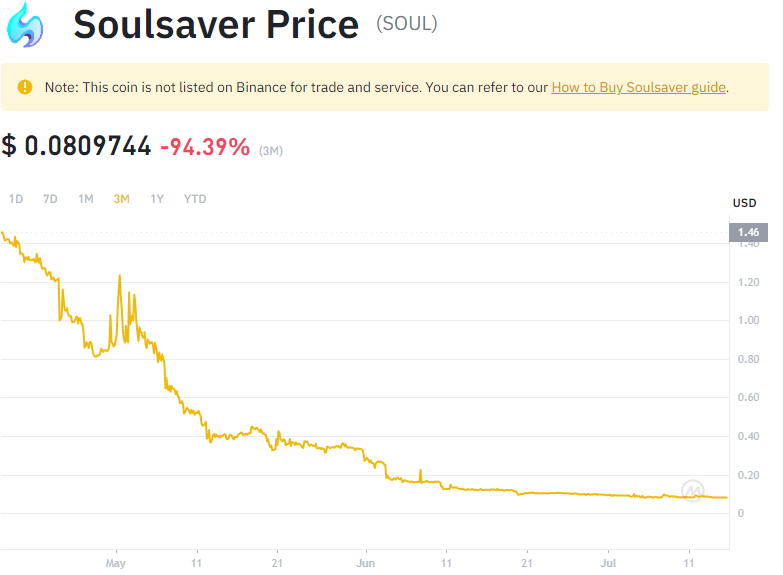 Soulsaver Price (SOUL)
Note: This coin is not listed on Binance for trade and service. You can refer to our How to Buy Soulsaver guide.
$ 0.0809744 -94.39% (3M)
1D 7D 1M 3M 1Y YTD
USD
1.46
1.40
1.20
1.00
0.80
0.60
0.40
0.20
0
May 11 21 Jun 11 21 Jul 11